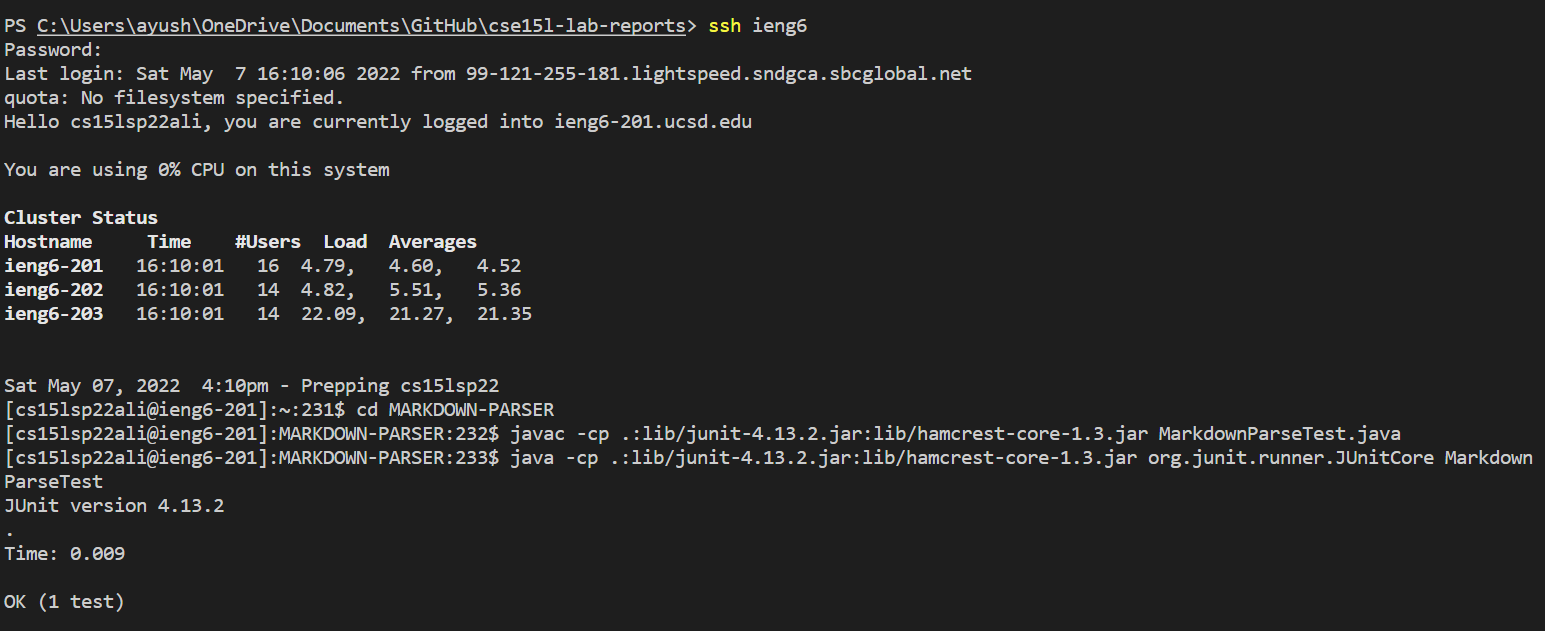 PS C:\Users\ayush\OneDrive\Documents\GitHub\cse15l-lab-reports> ssh ieng6
Password:
Last login: Sat May  7 16:10:06 2022 from 99-121-255-181.lightspeed.sndgca.sbcglobal.net
quota: No filesystem specified.
Hello cs15lsp22ali, you are currently logged into ieng6-201.ucsd.edu
You are using 0% CPU on this system
Cluster Status
Hostname     Time    #Users  Load  Averages
ieng6-201   16:10:01   16  4.79,   4.60,   4.52
ieng6-202   16:10:01   14  4.82,   5.51,   5.36
ieng6-203   16:10:01   14  22.09,  21.27,  21.35
Sat May 07, 2022  4:10pm - Prepping cs15lsp22
[cs15lsp22ali@ieng6-201]:~:231$ cd MARKDOWN-PARSER
[cs15lsp22ali@ieng6-201]:MARKDOWN-PARSER:232$ javac -cp .:lib/junit-4.13.2.jar:lib/hamcrest-core-1.3.jar MarkdownParseTest.java
[cs15lsp22ali@ieng6-201]:MARKDOWN-PARSER:233$ java -cp .:lib/junit-4.13.2.jar:lib/hamcrest-core-1.3.jar org.junit.runner.JUnitCore Markdown
ParseTest
JUnit version 4.13.2
.
Time: 0.009
OK (1 test)